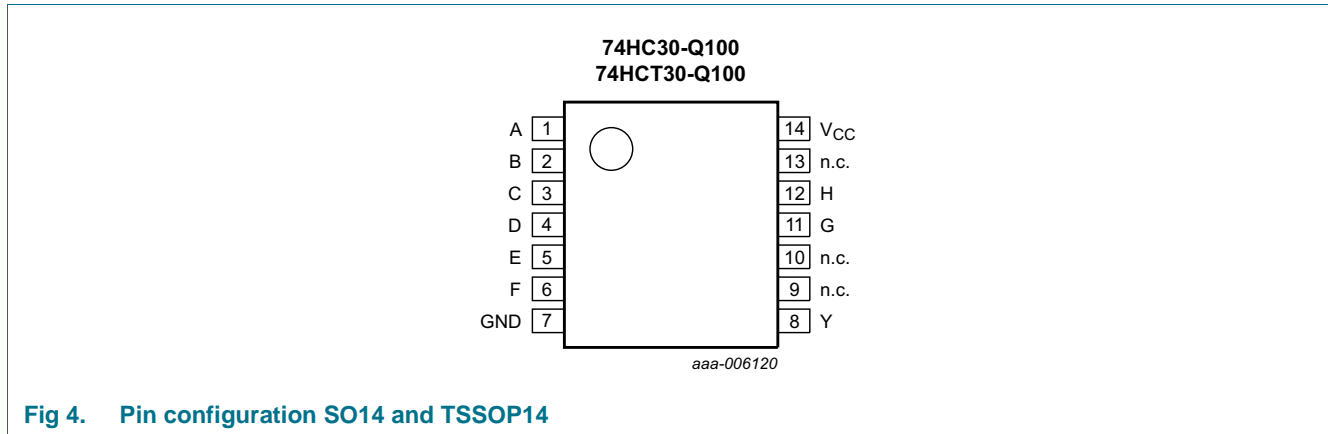 74HC30-Q100
74HCT30-Q100
A 1
B 2
C 3
D 4
E 5
F 6
GND 7
14 VCC
13 n.c.
12 H
11 G
10 n.c.
9 n.c.
8 Y
aaa-006120
Fig 4. Pin configuration SO14 and TSSOP14